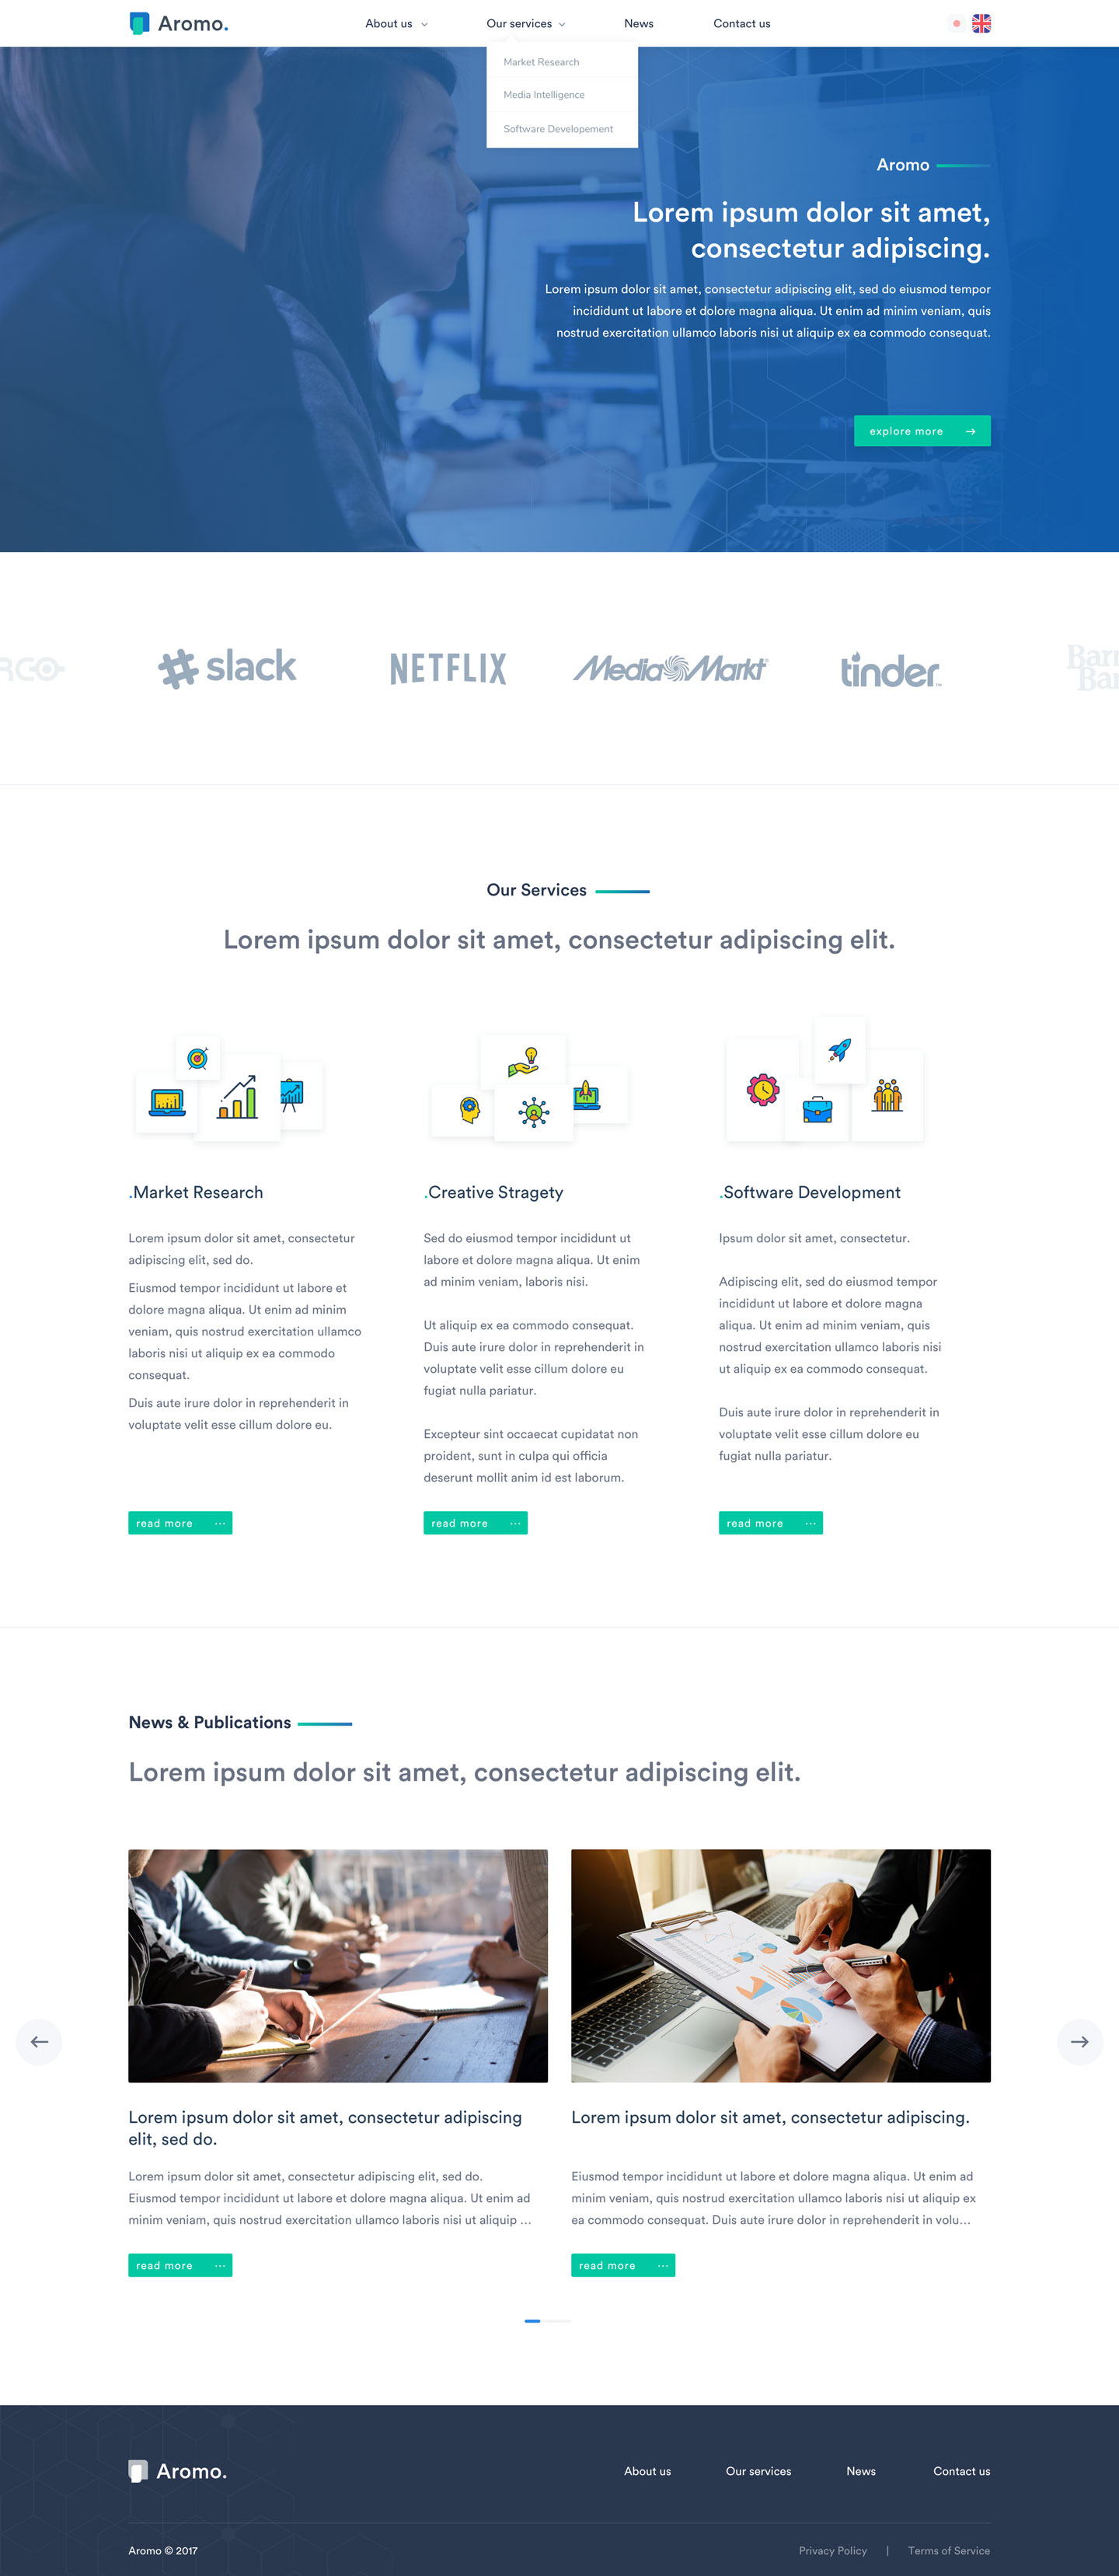 Aromo.
About us
Our services
News
Contact us
Market Research
Media Intelligence
Software Developement
Aromo
Lorem ipsum dolor sit amet,
consectetur adipiscing.
Lorem ipsum dolor sit amet, consectetur adipiscing elit, sed do eiusmod tempor
incididunt ut labore et dolore magna aliqua. Ut enim ad minim veniam, quis
nostrud exercitation ullamco laboris nisi ut aliquip ex ea commodo consequat.
explore more
slack
NETFLIX
Media Markt
tinder
Our Services
Lorem ipsum dolor sit amet, consectetur adipiscing elit.
.Market Research
Lorem ipsum dolor sit amet, consectetur
adipiscing elit, sed do.
Eiusmod tempor incididunt ut labore et
dolore magna aliqua. Ut enim ad minim
veniam, quis nostrud exercitation ullamco
laboris nisi ut aliquip ex ea commodo
consequat.
Duis aute irure dolor in reprehenderit in
voluptate velit esse cillum dolore eu.
read more ...
.Creative Stragety
Sed do eiusmod tempor incididunt ut
labore et dolore magna aliqua. Ut enim
ad minim veniam, laboris nisi.
Ut aliquip ex ea commodo consequat.
Duis aute irure dolor in reprehenderit in
voluptate velit esse cillum dolore eu
fugiat nulla pariatur.
Excepteur sint occaecat cupidatat non
proident, sunt in culpa qui officia
deserunt mollit anim id est laborum.
read more ...
.Software Development
Ipsum dolor sit amet, consectetur.
Adipiscing elit, sed do eiusmod tempor
incididunt ut labore et dolore magna
aliqua. Ut enim ad minim veniam, quis
nostrud exercitation ullamco laboris nisi
ut aliquip ex ea commodo consequat.
Duis aute irure dolor in reprehenderit in
voluptate velit esse cillum dolore eu
fugiat nulla pariatur.
read more ...
News & Publications
Lorem ipsum dolor sit amet, consectetur adipiscing elit.
Lorem ipsum dolor sit amet, consectetur adipiscing
elit, sed do.
Lorem ipsum dolor sit amet, consectetur adipiscing elit, sed do.
Eiusmod tempor incididunt ut labore et dolore magna aliqua. Ut enim ad
minim veniam, quis nostrud exercitation ullamco laboris nisi ut aliquip ...
read more ...
Lorem ipsum dolor sit amet, consectetur adipiscing.
Eiusmod tempor incididunt ut labore et dolore magna aliqua. Ut enim ad
minim veniam, quis nostrud exercitation ullamco laboris nisi ut aliquip ex
ea commodo consequat. Duis aute irure dolor in reprehenderit in volu...
read more ...
Aromo.
About us
Our services
News
Contact us
Aromo © 2017
Privacy Policy | Terms of Service